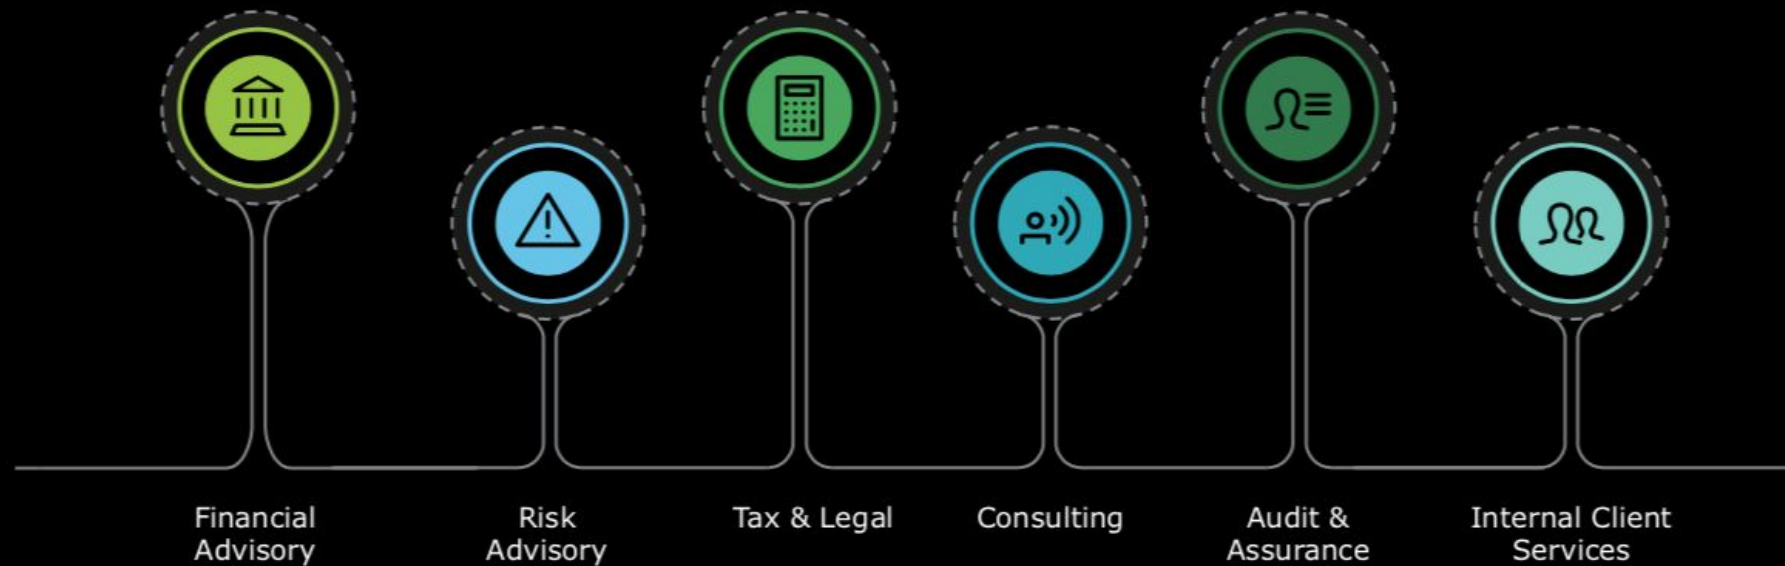 Financial
Advisory
Risk
Advisory
Tax & Legal
Consulting
Audit &
Assurance
Internal Client
Services